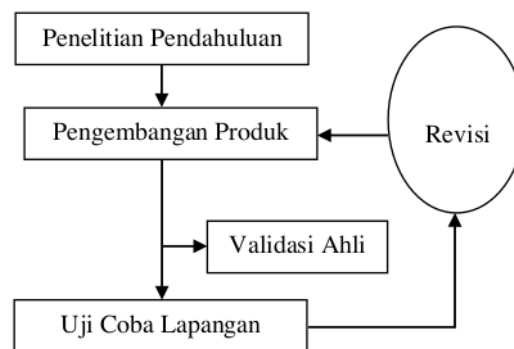 Penelitian Pendahuluan
Pengembangan Produk
Revisi
Validasi Ahli
Uji Coba Lapangan